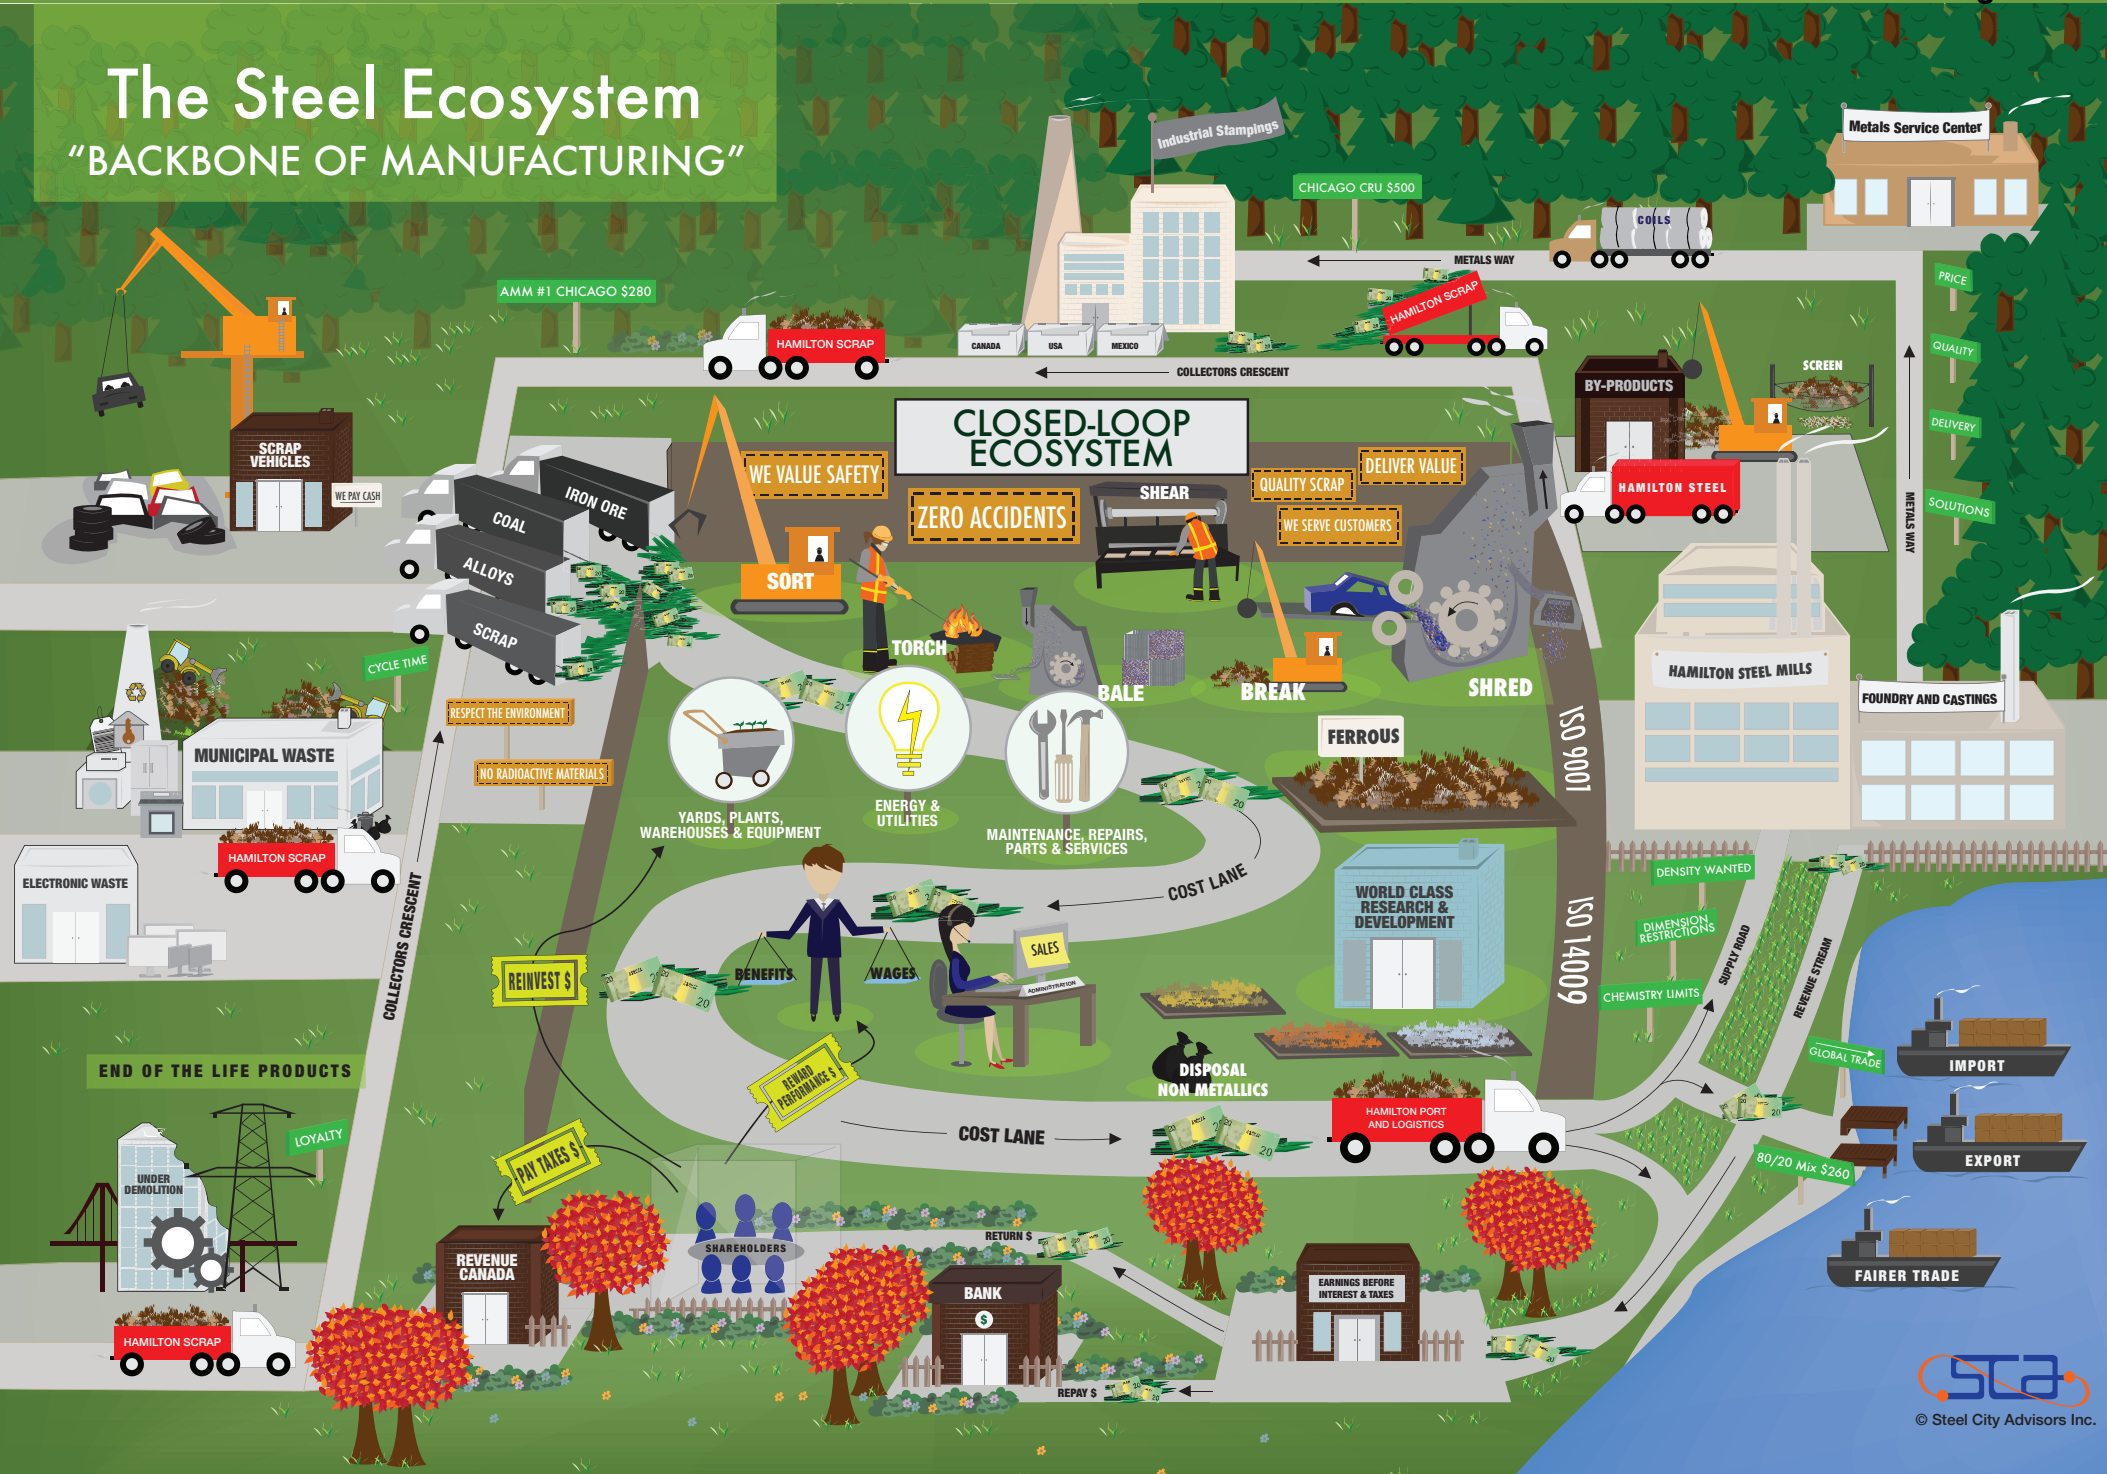 The Steel Ecosystem
“BACKBONE OF MANUFACTURING”
Industrial Stampings
Metals Service Center
CHICAGO CRU $500
COILS
METALS WAY
PRICE
QUALITY
DELIVERY
SOLUTIONS
METALS WAY
AMM #1 CHICAGO $280
HAMILTON SCRAP
CANADA
USA
MEXICO
HAMILTON SCRAP
COLLECTORS CRESCENT
BY-PRODUCTS
SCREEN
HAMILTON STEEL
CLOSED-LOOP
ECOSYSTEM
SCRAP
VEHICLES
WE PAY CASH
IRON ORE
COAL
ALLOYS
SCRAP
WE VALUE SAFETY
ZERO ACCIDENTS
SHEAR
QUALITY SCRAP
DELIVER VALUE
WE SERVE CUSTOMERS
SORT
TORCH
BALE
BREAK
SHRED
HAMILTON STEEL MILLS
FOUNDRY AND CASTINGS
CYCLE TIME
RESPECT THE ENVIRONMENT
NO RADIOACTIVE MATERIALS
MUNICIPAL WASTE
HAMILTON SCRAP
ELECTRONIC WASTE
COLLECTORS CRESCENT
YARDS, PLANTS,
WAREHOUSES & EQUIPMENT
ENERGY &
UTILITIES
MAINTENANCE, REPAIRS,
PARTS & SERVICES
FERROUS
ISO 9001
ISO 14009
COST LANE
WORLD CLASS
RESEARCH &
DEVELOPMENT
DENSITY WANTED
DIMENSION
RESTRICTIONS
CHEMISTRY LIMITS
SUPPLY ROAD
REVENUE STREAM
REINVEST $
BENEFITS
WAGES
SALES
ADMINISTRATION
REWARD
PERFORMANCE $
DISPOSAL
NON METALLICS
GLOBAL TRADE
IMPORT
EXPORT
FAIRER TRADE
END OF THE LIFE PRODUCTS
LOYALTY
UNDER
DEMOLITION
HAMILTON SCRAP
PAY TAXES $
COST LANE
HAMILTON PORT
AND LOGISTICS
80/20 Mix $260
REVENUE
CANADA
SHAREHOLDERS
RETURN $
BANK
$
EARNINGS BEFORE
INTEREST & TAXES
REPAY $
sca
© Steel City Advisors Inc.